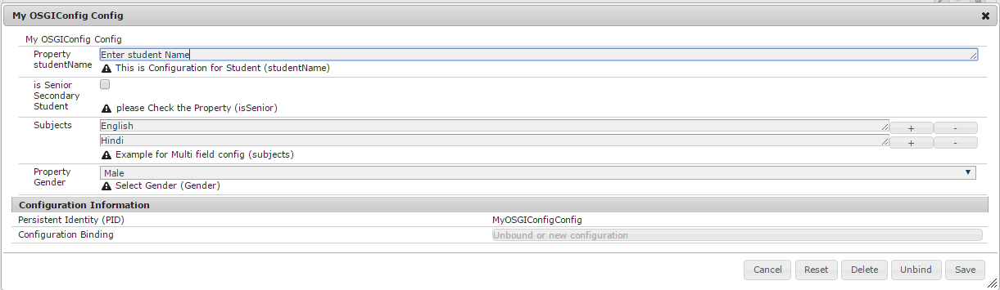 My OSGIConfig Config
My OSGIConfig Config
Property studentName
Enter student Name
This is Configuration for Student (studentName)
is Senior Secondary Student
please Check the Property (isSenior)
Subjects
English
+ -
Hindi
+ -
Example for Multi field config (subjects)
Property Gender
Male
Select Gender (Gender)
Configuration Information
Persistent Identity (PID) MyOSGIConfigConfig
Configuration Binding Unbound or new configuration
Cancel Reset Delete Unbind Save